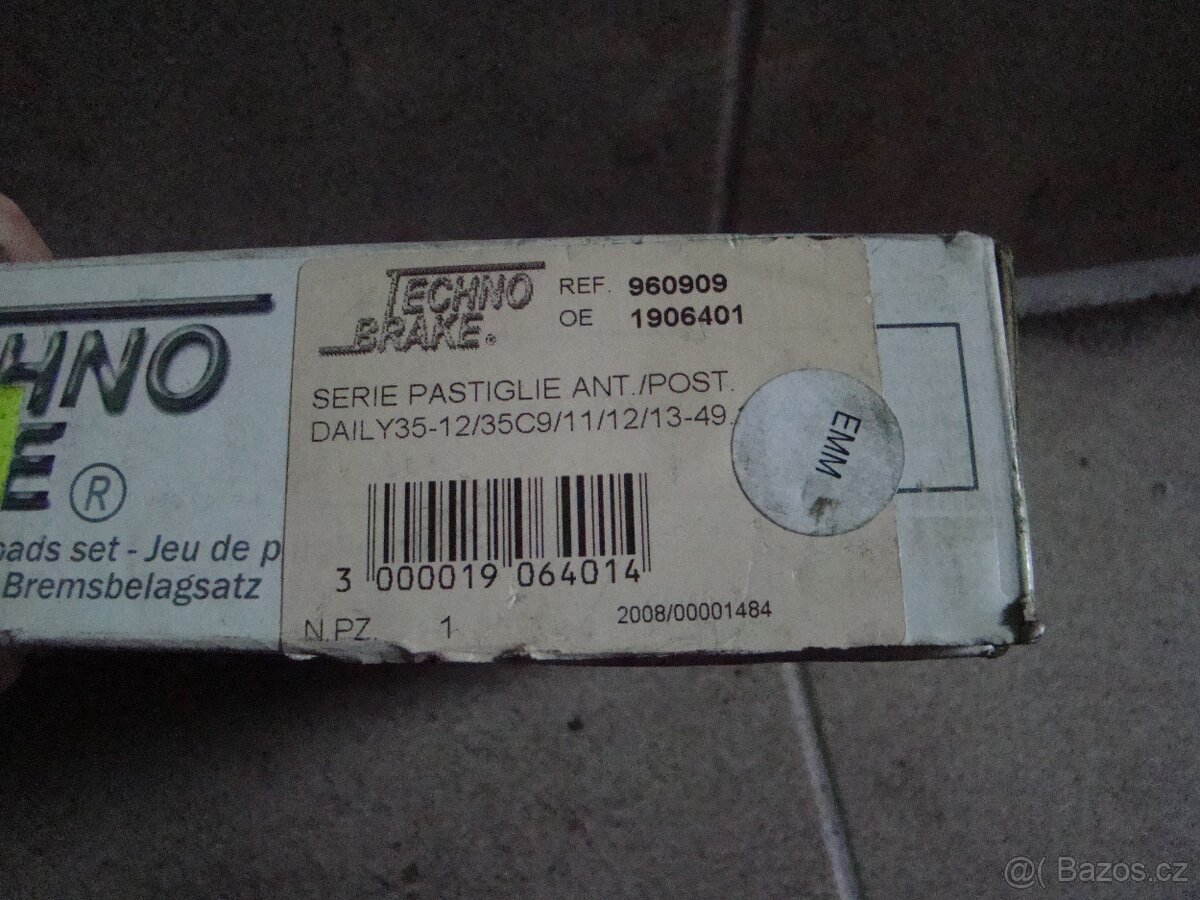 HNO
E ®
pads set - Jeu de p
Bremsbelagsatz
TECHNO
BRAKE®
REF. 960909
OE 1906401
SERIE PASTIGLIE ANT./POST.
DAILY35-12/35C9/11/12/13-49.
EMM
3 000019 064014
N.PZ. 1
2008/00001484
@( Bazos.cz